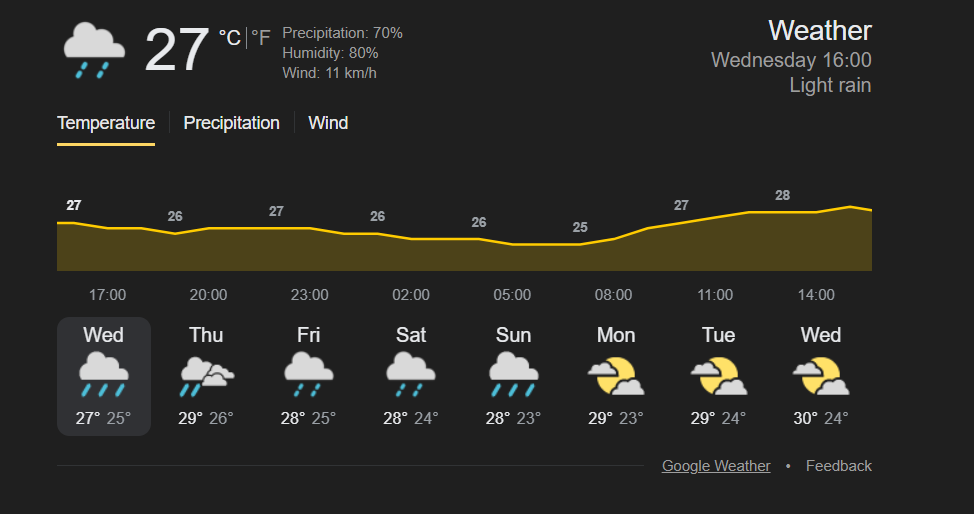 27 °C | °F
Precipitation: 70%
Humidity: 80%
Wind: 11 km/h
Weather
Wednesday 16:00
Light rain
Temperature | Precipitation | Wind
27 26 27 26 26 25 27 28
17:00 20:00 23:00 02:00 05:00 08:00 11:00 14:00
Wed Thu Fri Sat Sun Mon Tue Wed
27° 25° 29° 26° 28° 25° 28° 24° 28° 23° 29° 23° 29° 24° 30° 24°
Google Weather • Feedback